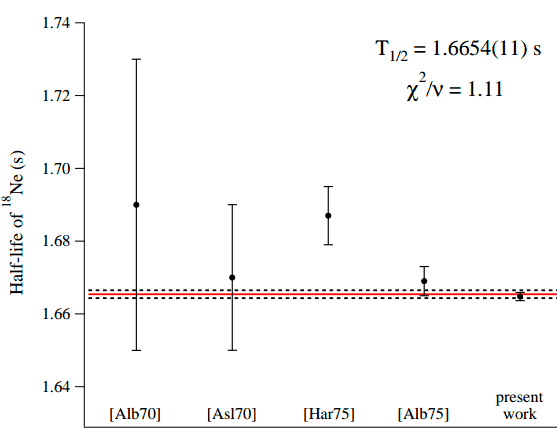 1.74
T1/2 = 1.6654(11) s
χ2/ν = 1.11
1.72
1.70
1.68
1.66
1.64
Half-life of 18Ne (s)
[Alb70] [Asl70] [Har75] [Alb75] present work